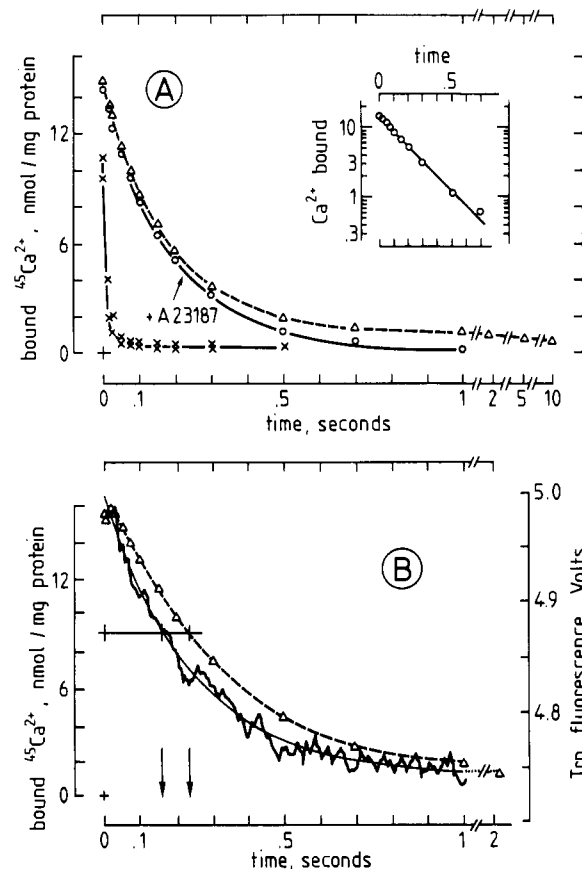 A
time
0 .5
Ca2+ bound
10
3
1
.3
bound 45Ca2+, nmol/mg protein
12
6
0
+ A 23187
0 .1 .5 1 2 5 10
time, seconds
B
bound 45Ca2+, nmol/mg protein
12
6
0
5.0
4.9
4.8
Trp fluorescence Volts
0 .1 .5 1 2
time, seconds